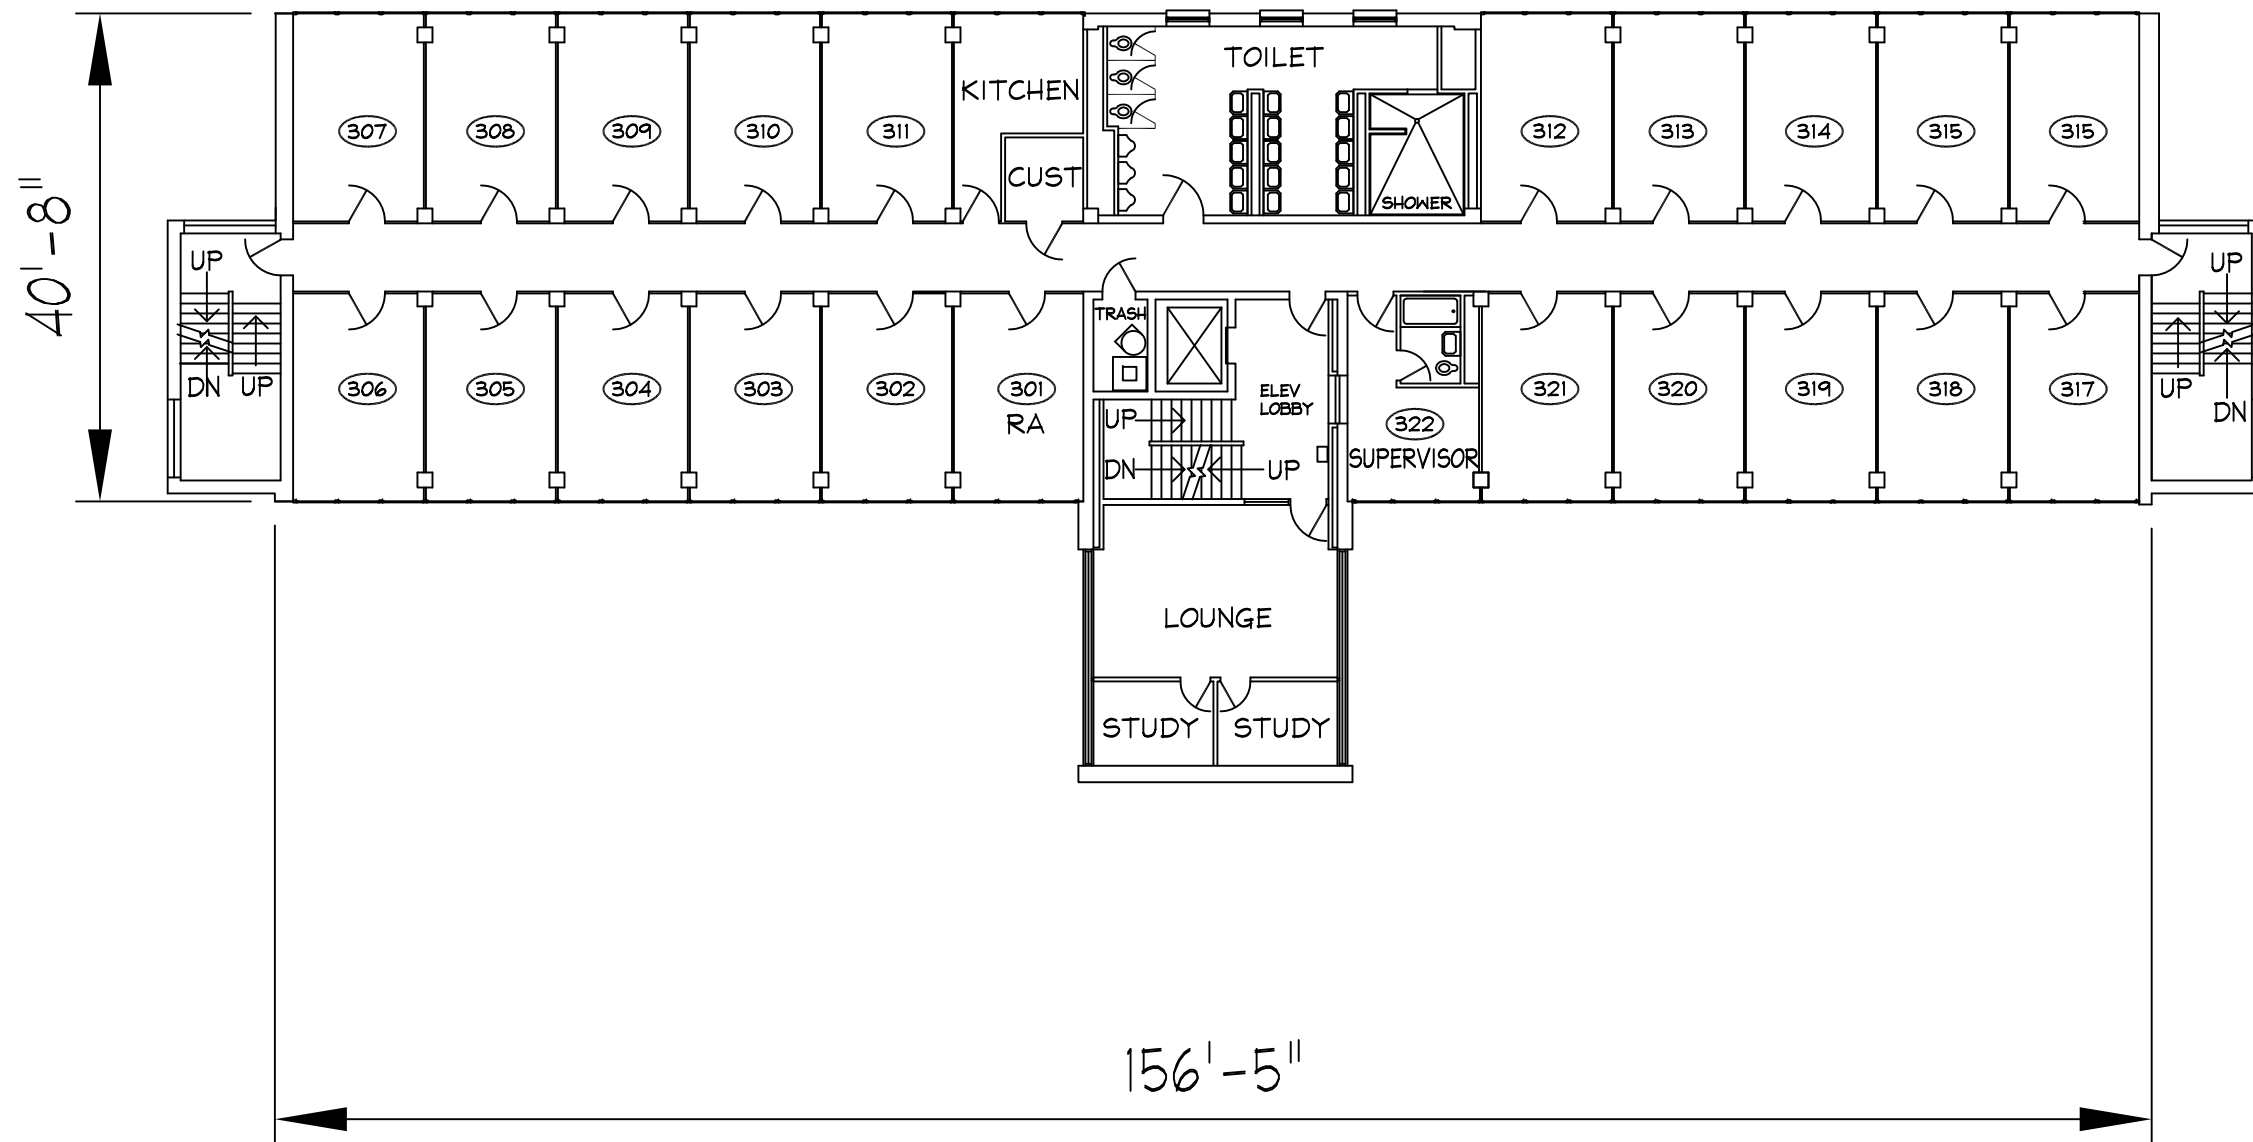 TOILET
KITCHEN
307
308
309
310
311
312
313
314
315
315
CUST
SHOWER
40'-8"
UP
UP
TRASH
DN
UP
306
305
304
303
302
301
RA
ELEV
LOBBY
UP
DN
UP
322
SUPERVISOR
321
320
319
318
317
UP
DN
LOUNGE
STUDY
STUDY
156'-5"